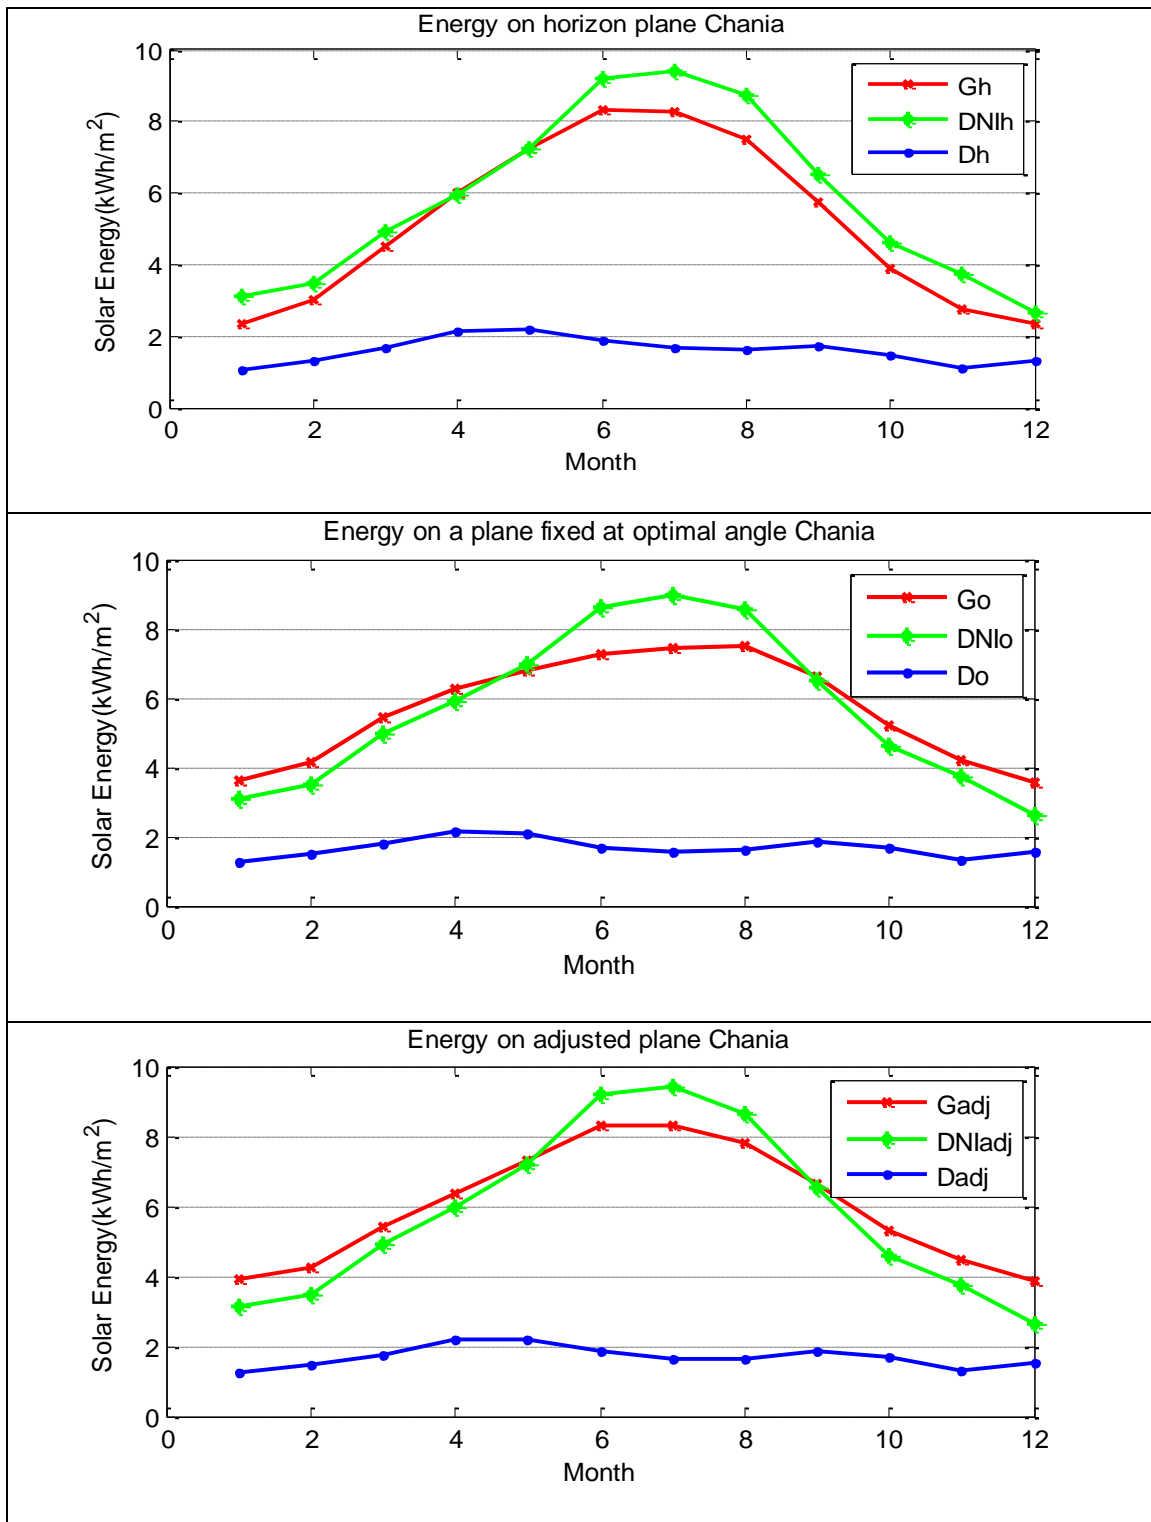 Energy on horizon plane Chania
10
8
6
4
2
0
Solar Energy(kWh/m²)
Gh
DNIh
Dh
0 2 4 6 8 10 12
Month
Energy on a plane fixed at optimal angle Chania
10
8
6
4
2
0
Solar Energy(kWh/m²)
Go
DNIo
Do
0 2 4 6 8 10 12
Month
Energy on adjusted plane Chania
10
8
6
4
2
0
Solar Energy(kWh/m²)
Gadj
DNIadj
Dadj
0 2 4 6 8 10 12
Month